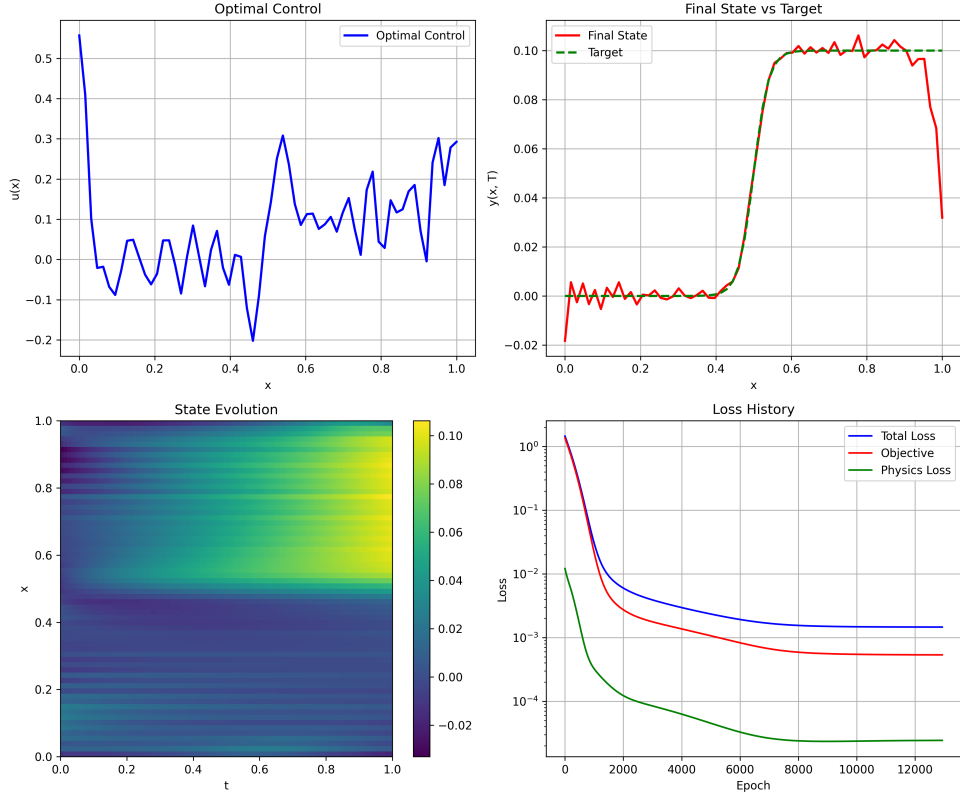 Optimal Control
Optimal Control
0.5
0.4
0.3
0.2
0.1
0.0
−0.1
−0.2
u(x)
0.0 0.2 0.4 0.6 0.8 1.0
x
Final State vs Target
Final State
Target
0.10
0.08
0.06
0.04
0.02
0.00
−0.02
y(x, T)
0.0 0.2 0.4 0.6 0.8 1.0
x
State Evolution
1.0
0.8
0.6
0.4
0.2
0.0
x
0.0 0.2 0.4 0.6 0.8 1.0
t
0.10
0.08
0.06
0.04
0.02
0.00
−0.02
Loss History
Total Loss
Objective
Physics Loss
10⁰
10⁻¹
10⁻²
10⁻³
10⁻⁴
Loss
0 2000 4000 6000 8000 10000 12000
Epoch